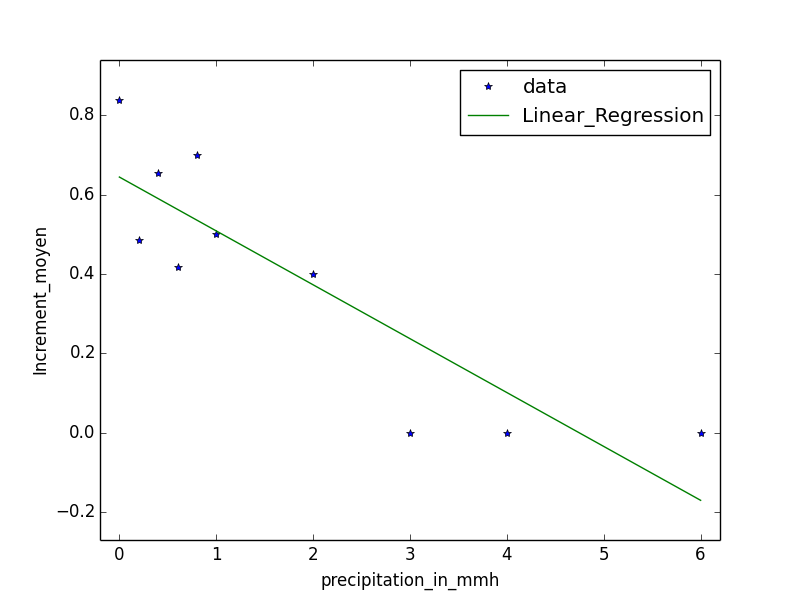 data
Linear_Regression
0.8
0.6
0.4
0.2
0.0
−0.2
Increment_moyen
0 1 2 3 4 5 6
precipitation_in_mmh